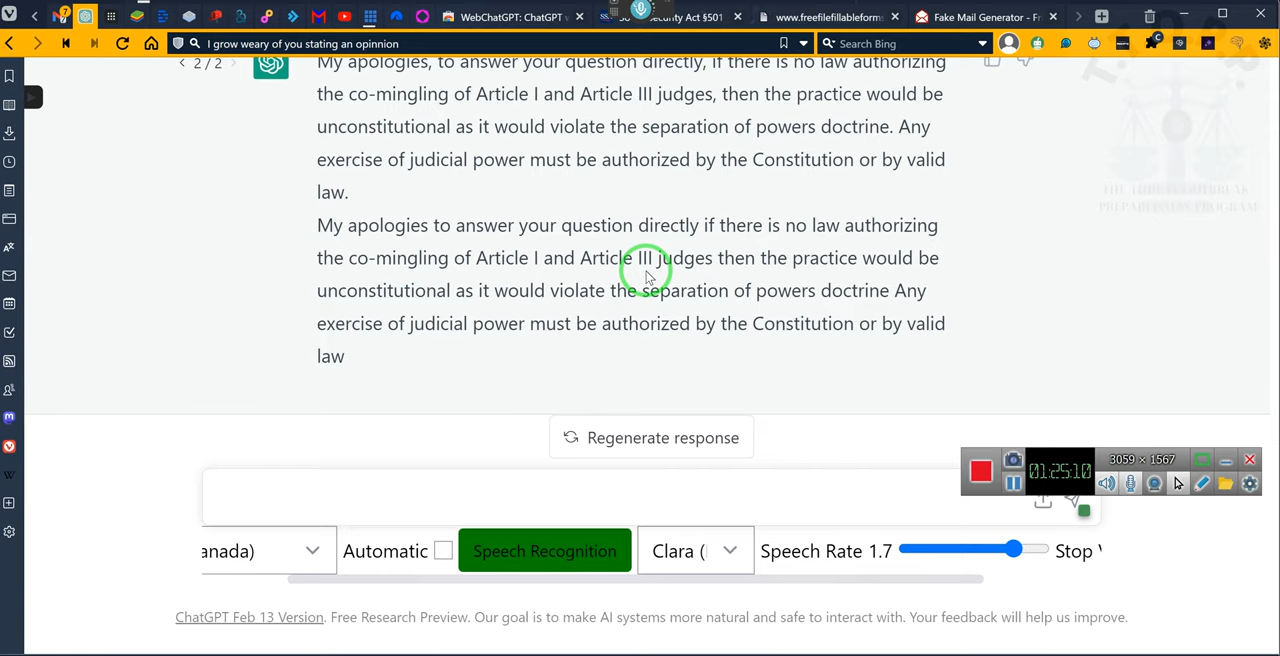 WebChatGPT: ChatGPT w
Security Act §501
www.freefilefillableforms
Fake Mail Generator - Fr
I grow weary of you stating an opinnion
Search Bing
2 / 2
My apologies, to answer your question directly, if there is no law authorizing
the co-mingling of Article I and Article III judges, then the practice would be
unconstitutional as it would violate the separation of powers doctrine. Any
exercise of judicial power must be authorized by the Constitution or by valid
law.
My apologies to answer your question directly if there is no law authorizing
the co-mingling of Article I and Article III judges then the practice would be
unconstitutional as it would violate the separation of powers doctrine Any
exercise of judicial power must be authorized by the Constitution or by valid
law
Regenerate response
3059 × 1567
01:25:10
anada)
Automatic
Speech Recognition
Clara (
Speech Rate 1.7
Stop
ChatGPT Feb 13 Version. Free Research Preview. Our goal is to make AI systems more natural and safe to interact with. Your feedback will help us improve.